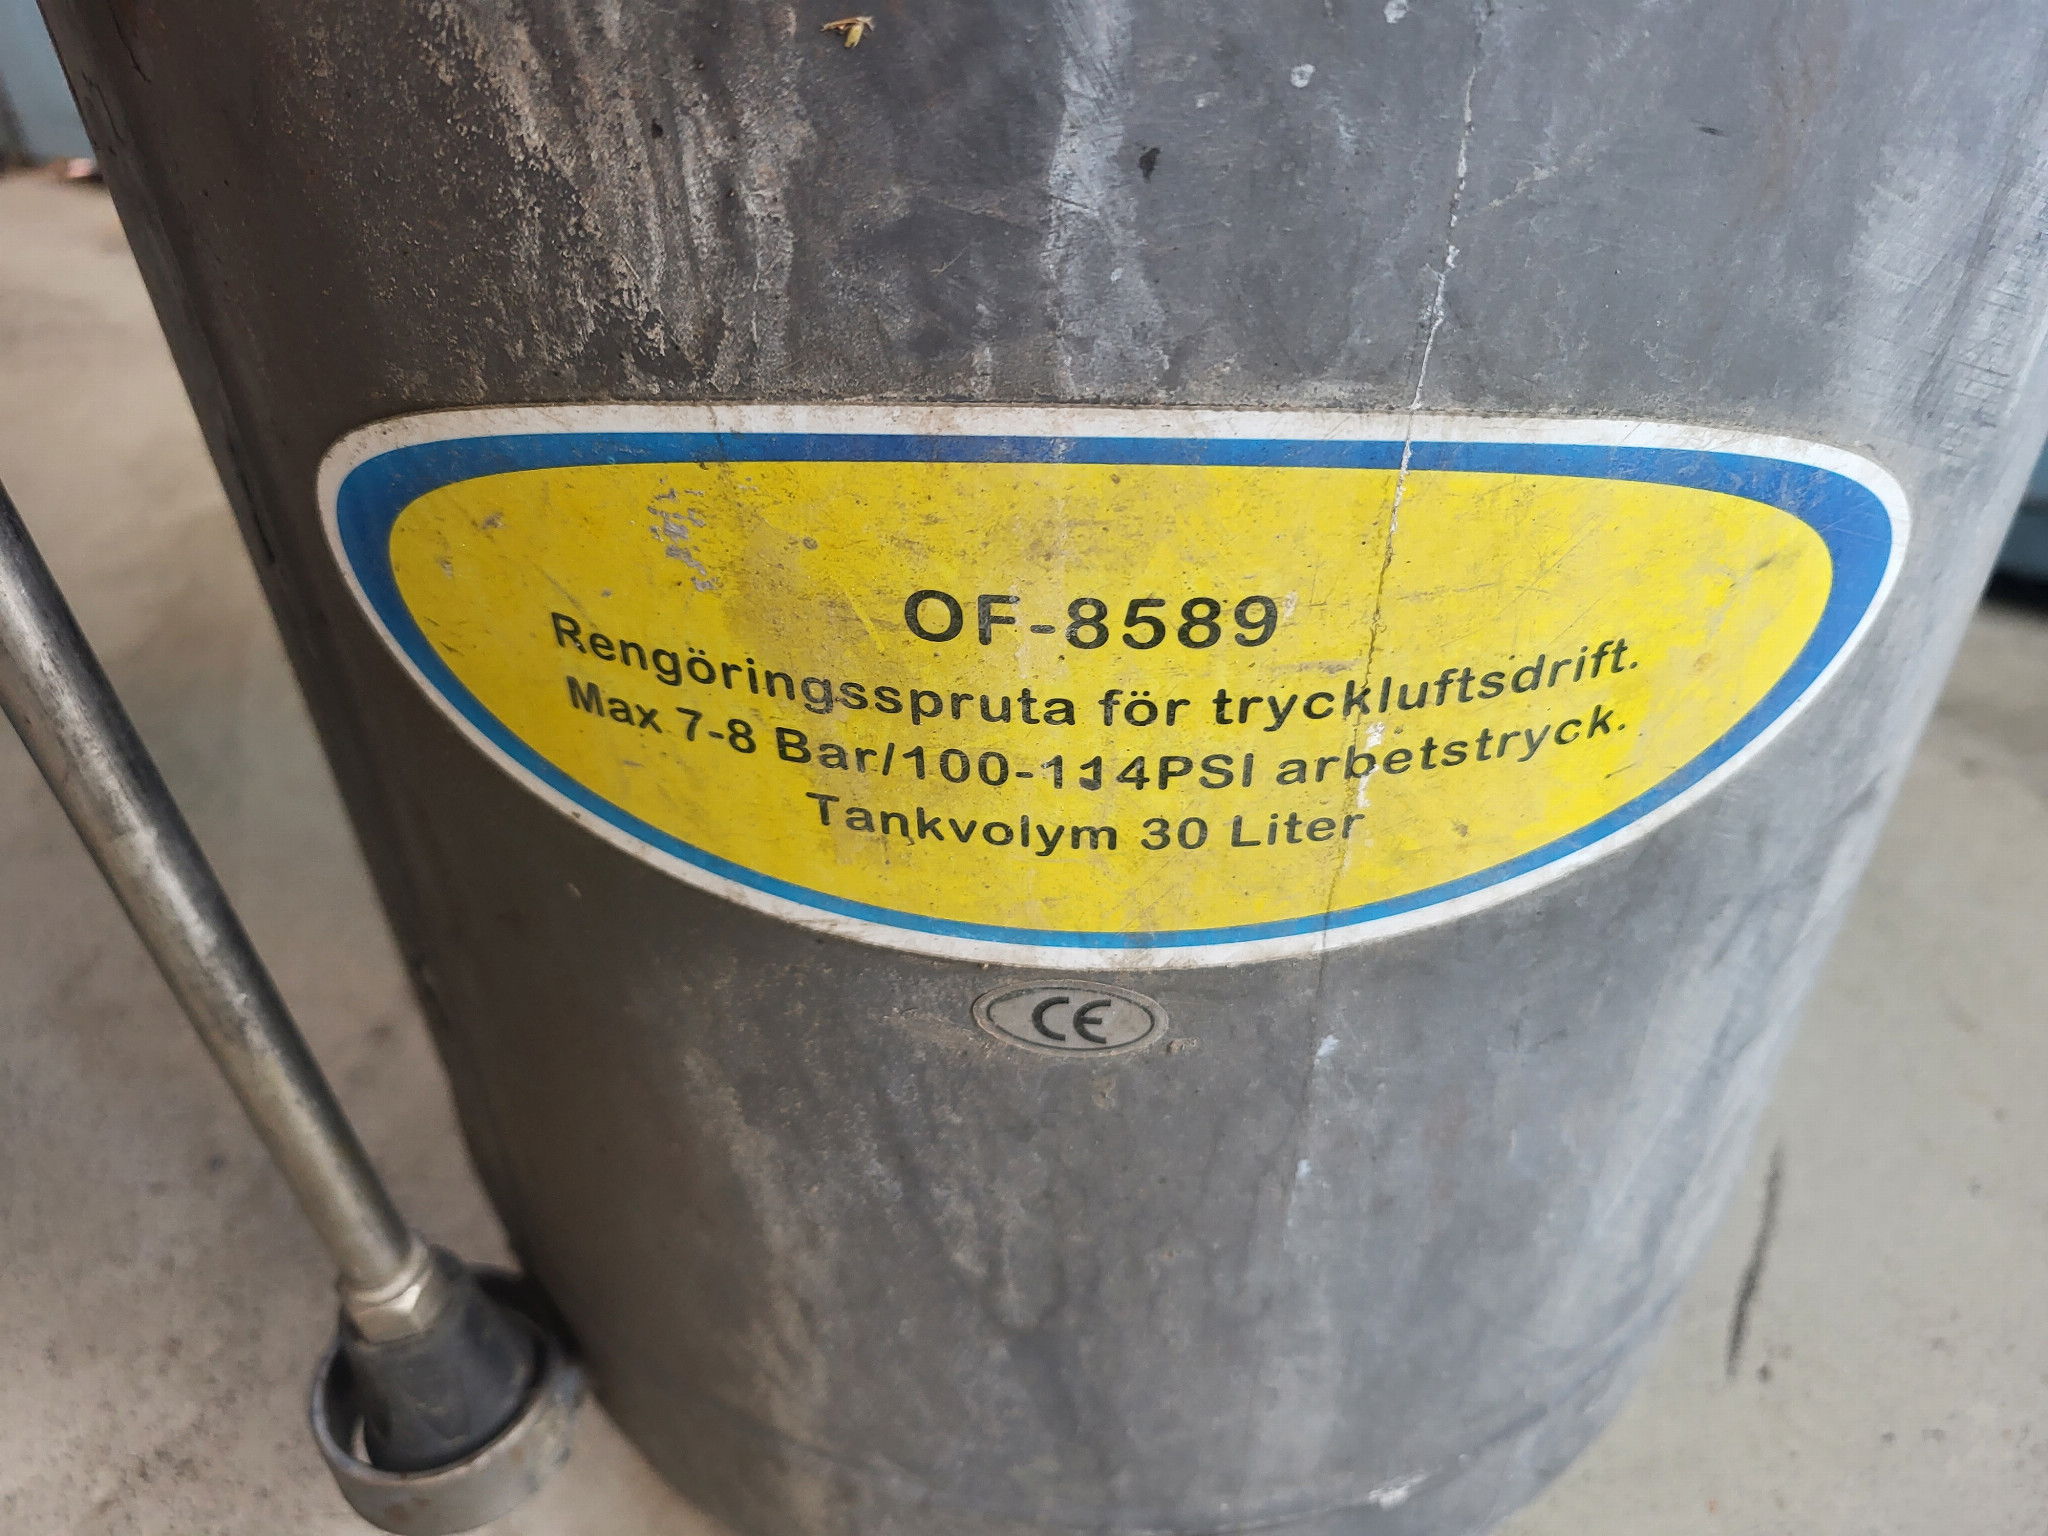 OF-8589
Rengöringsspruta för tryckluftsdrift.
Max 7-8 Bar/100-114PSI arbetstryck.
Tankvolym 30 Liter
CE